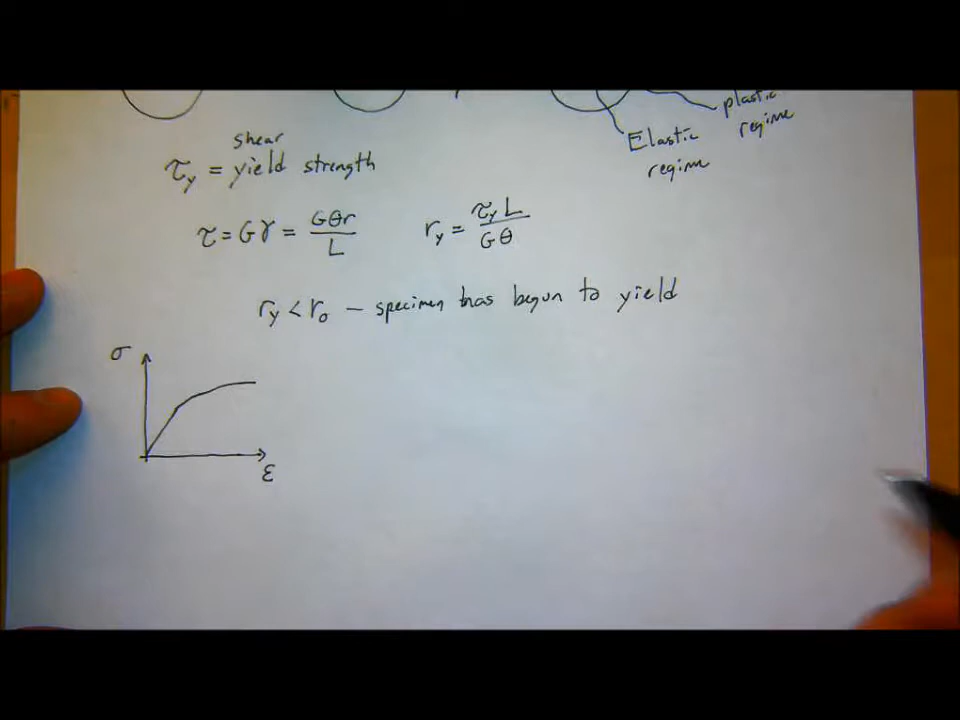 plastic
regime
Elastic
regime
shear
τy = yield strength
τ = Gγ = Gθr / L
ry = τy L / Gθ
ry < ro — specimen has begun to yield
σ
ε